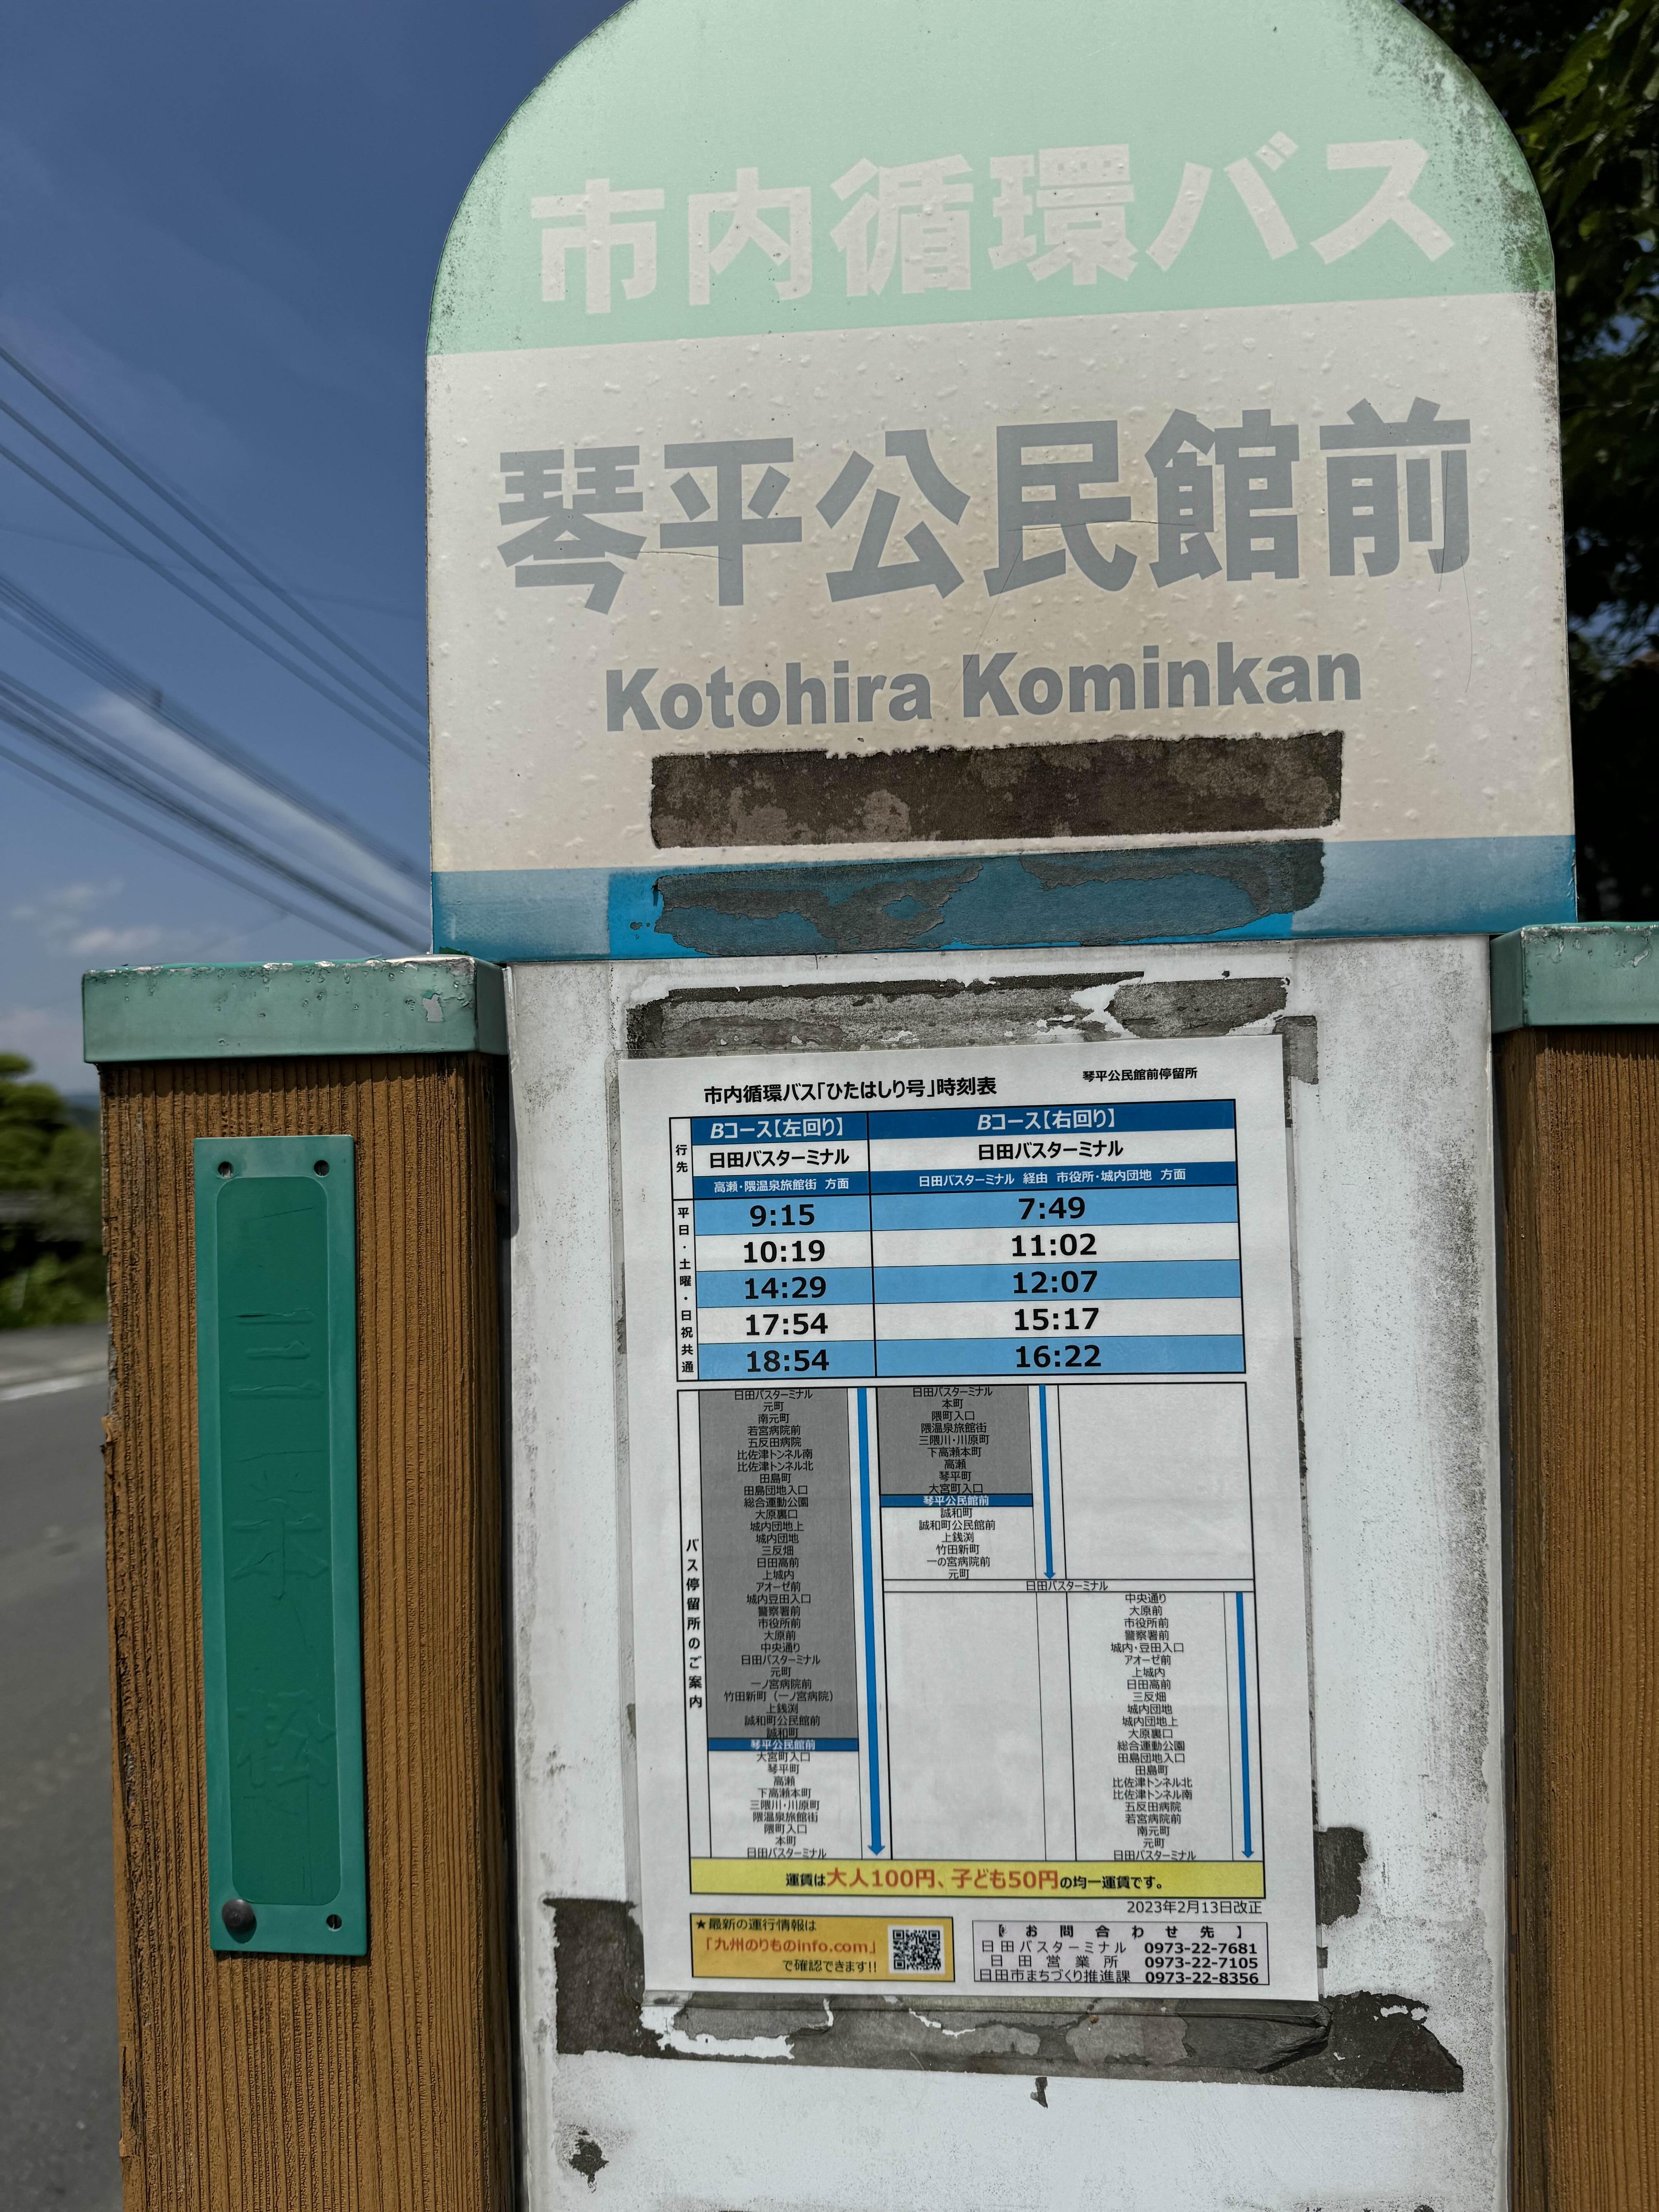 市内循環バス
琴平公民館前
Kotohira Kominkan
市内循環バス「ひたはしり号」時刻表
琴平公民館前停留所
行先
Bコース【左回り】 Bコース【右回り】
日田バスターミナル 日田バスターミナル
高瀬・隈温泉旅館街 方面 日田バスターミナル 経由 市役所・城内団地 方面
平日・土曜・日祝共通
9:15 7:49
10:19 11:02
14:29 12:07
17:54 15:17
18:54 16:22
バス停留所のご案内
日田バスターミナル
元町
南元町
若宮病院前
五反田病院
比佐津トンネル南
比佐津トンネル北
田島町
田島団地入口
総合運動公園
大原裏口
城内団地上
城内団地
三反畑
日田高前
上城内
アオーゼ前
城内豆田入口
警察署前
市役所前
大原前
中央通り
日田バスターミナル
元町
一ノ宮病院前
竹田新町（一ノ宮病院）
上銭渕
誠和町公民館前
誠和町
琴平公民館前
大宮町入口
琴平町
高瀬
下高瀬本町
三隈川・川原町
隈温泉旅館街
隈町入口
本町
日田バスターミナル
日田バスターミナル
本町
隈町入口
隈温泉旅館街
三隈川・川原町
下高瀬本町
高瀬
琴平町
大宮町入口
琴平公民館前
誠和町
誠和町公民館前
上銭渕
竹田新町
一の宮病院前
元町
日田バスターミナル
中央通り
大原前
市役所前
警察署前
城内・豆田入口
アオーゼ前
上城内
日田高前
三反畑
城内団地
城内団地上
大原裏口
総合運動公園
田島団地入口
田島町
比佐津トンネル北
比佐津トンネル南
五反田病院
若宮病院前
南元町
元町
日田バスターミナル
運賃は大人100円、子ども50円の均一運賃です。
2023年2月13日改正
★最新の運行情報は
「九州のりものinfo.com」
で確認できます!!
【お問合わせ先】
日田バスターミナル 0973-22-7681
日田営業所 0973-22-7105
日田市まちづくり推進課 0973-22-8356